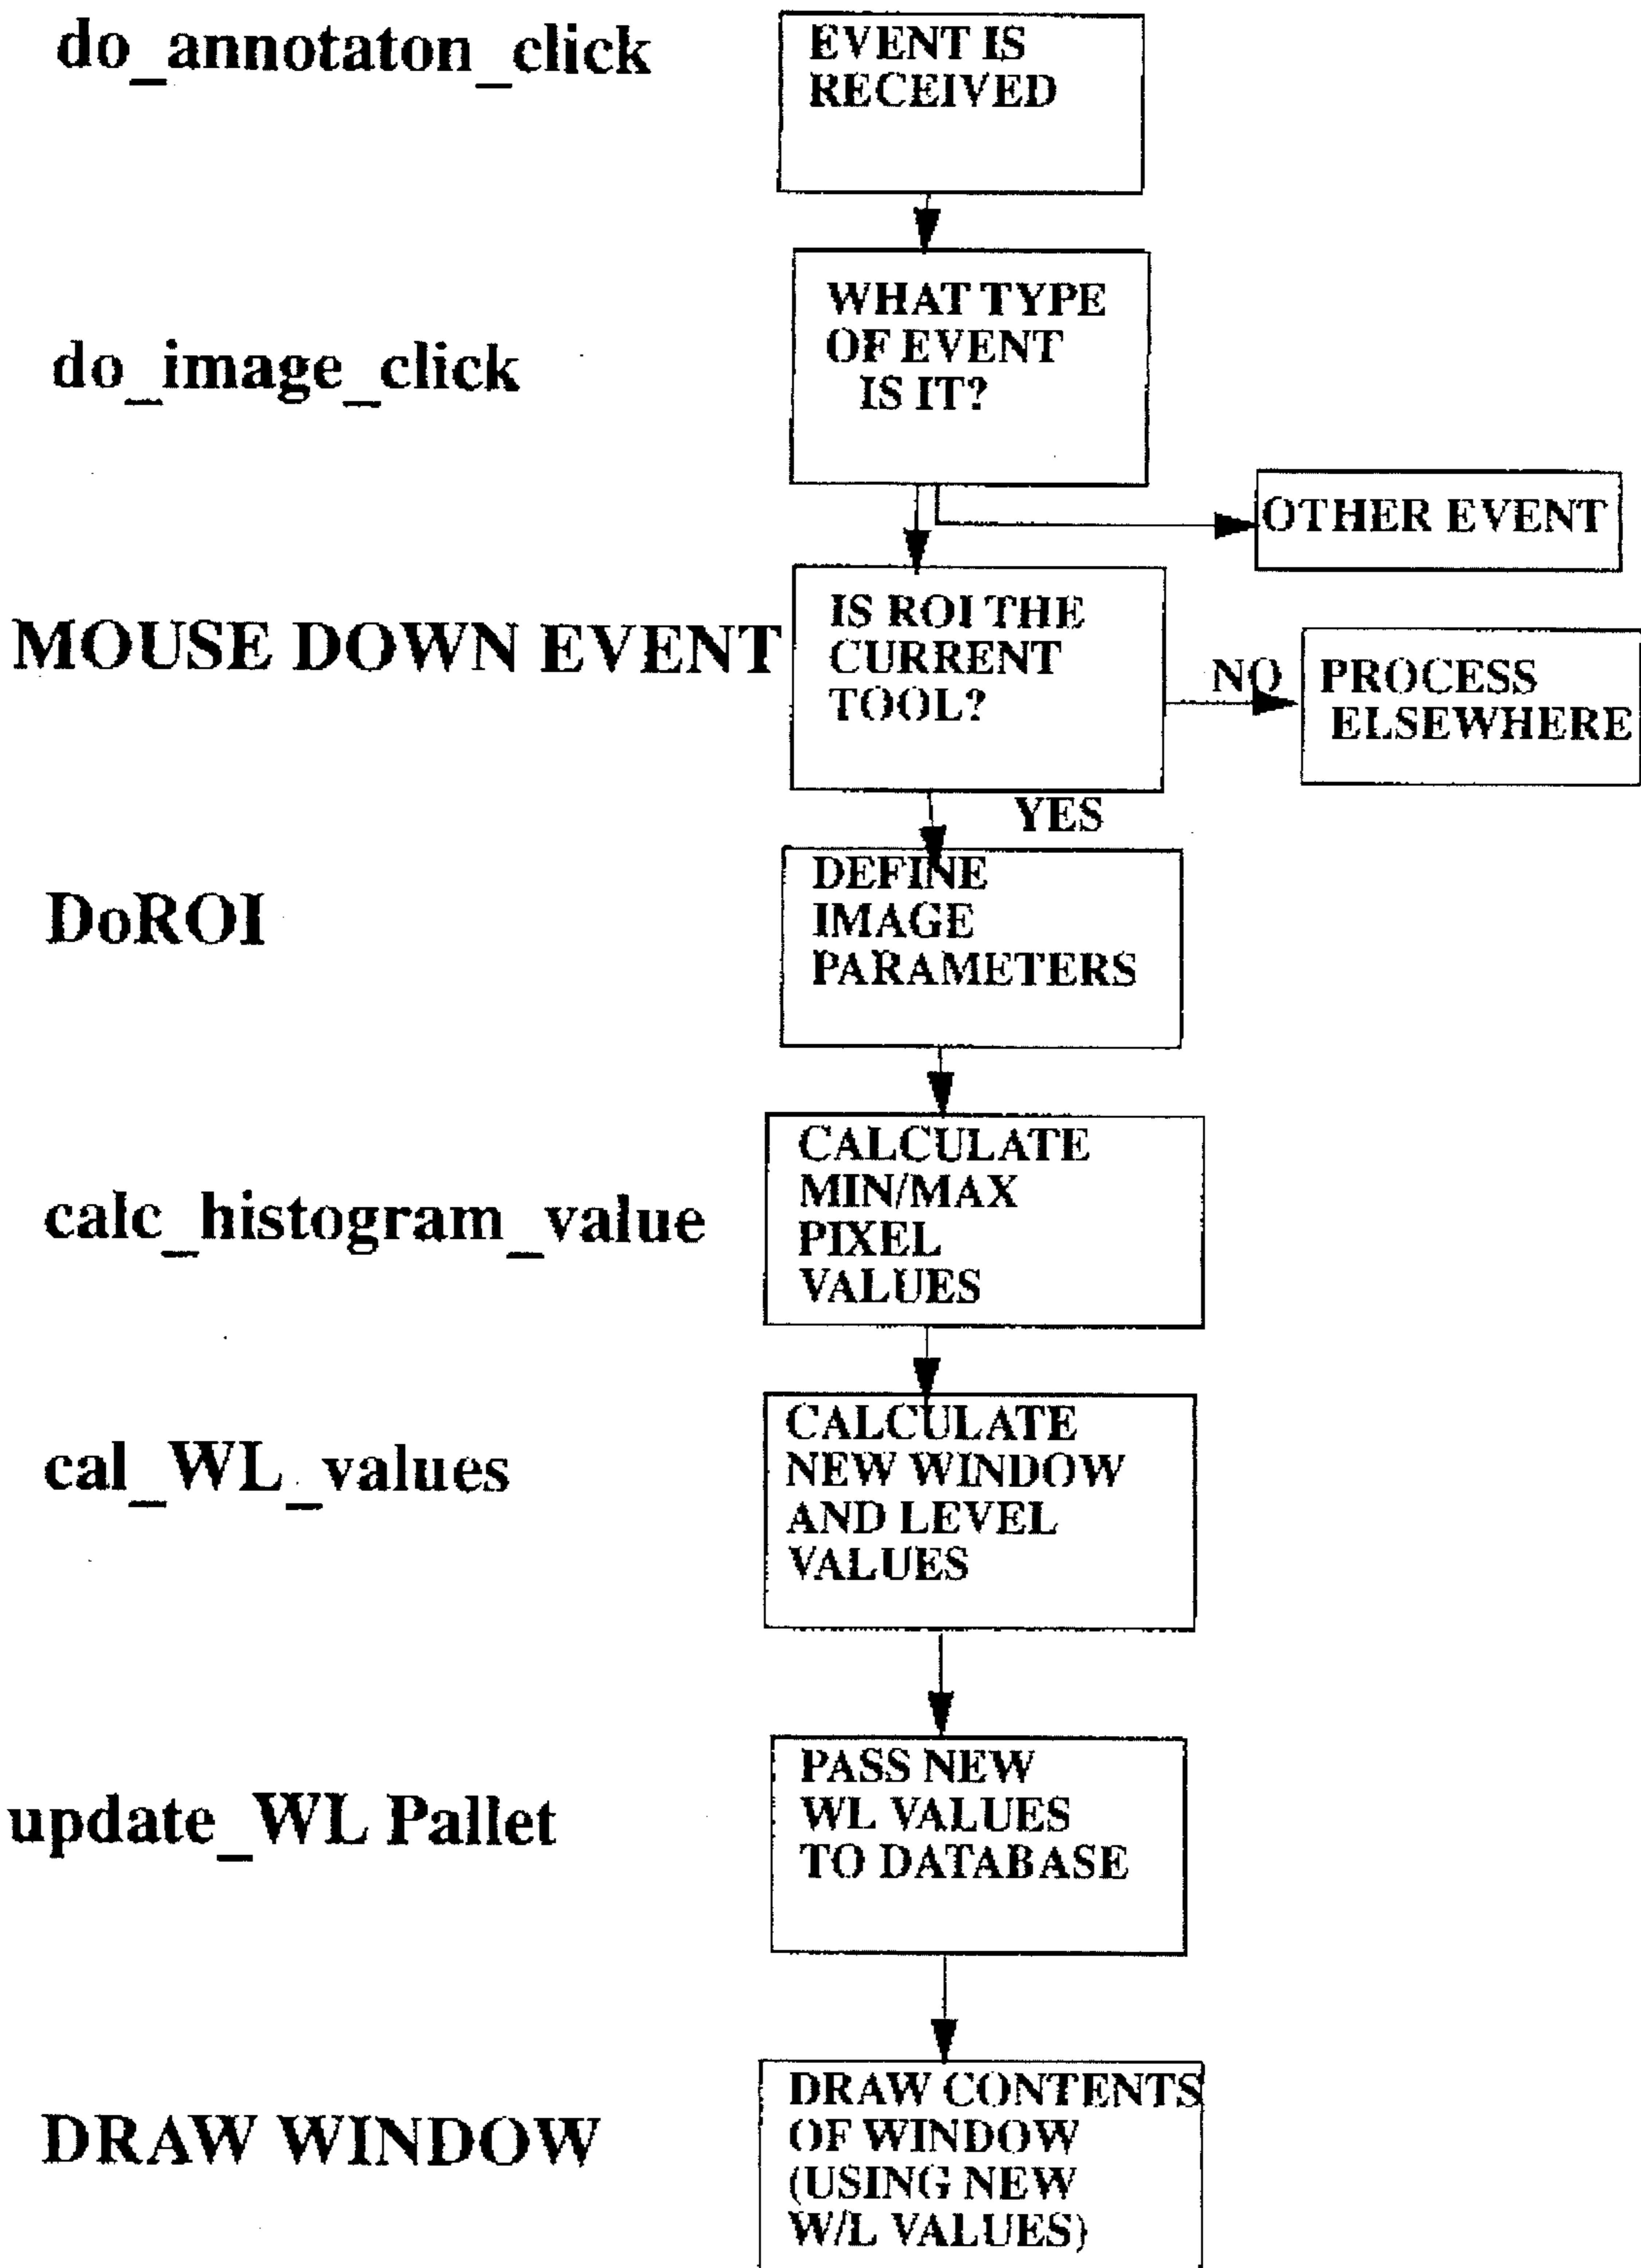 do_annotaton_click
EVENT IS
RECEIVED
do_image_click
WHAT TYPE
OF EVENT
IS IT?
OTHER EVENT
MOUSE DOWN EVENT
IS ROI THE
CURRENT
TOOL?
NO
PROCESS
ELSEWHERE
YES
DoROI
DEFINE
IMAGE
PARAMETERS
calc_histogram_value
CALCULATE
MIN/MAX
PIXEL
VALUES
cal_WL_values
CALCULATE
NEW WINDOW
AND LEVEL
VALUES
update_WL Pallet
PASS NEW
WL VALUES
TO DATABASE
DRAW WINDOW
DRAW CONTENTS
OF WINDOW
(USING NEW
W/L VALUES)